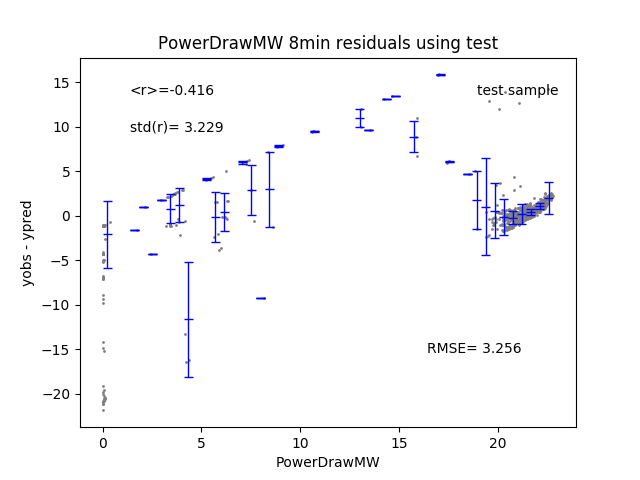 PowerDrawMW 8min residuals using test
<r>=-0.416
test sample
std(r)= 3.229
RMSE= 3.256
yobs - ypred
15
10
5
0
−5
−10
−15
−20
0 5 10 15 20
PowerDrawMW